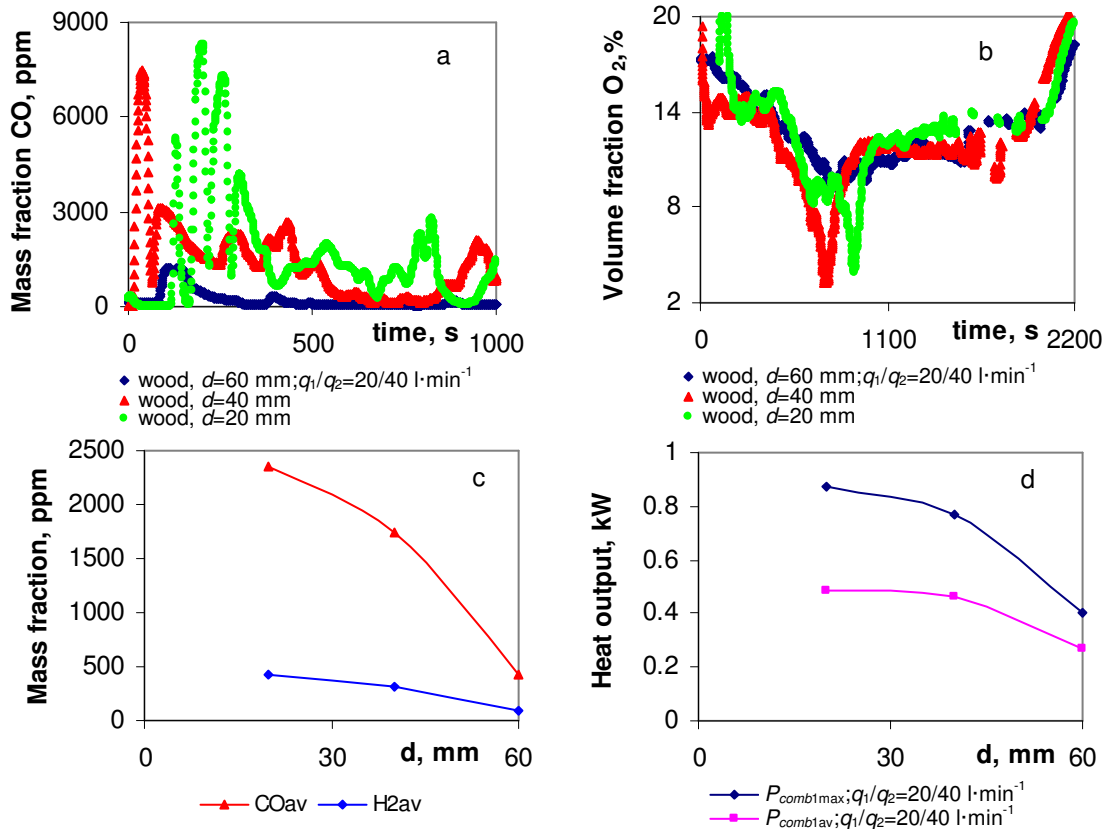 Mass fraction CO, ppm
9000
6000
3000
0
a
0
500
1000
time, s
wood, d=60 mm;q₁/q₂=20/40 l·min⁻¹
wood, d=40 mm
wood, d=20 mm
Volume fraction O₂,%
20
14
8
2
b
0
1100
2200
time, s
wood, d=60 mm;q₁/q₂=20/40 l·min⁻¹
wood, d=40 mm
wood, d=20 mm
Mass fraction, ppm
2500
2000
1500
1000
500
0
c
0
30
60
d, mm
COav
H2av
Heat output, kW
1
0.8
0.6
0.4
0.2
0
d
0
30
60
d, mm
Pcomb1max;q₁/q₂=20/40 l·min⁻¹
Pcomb1av;q₁/q₂=20/40 l·min⁻¹